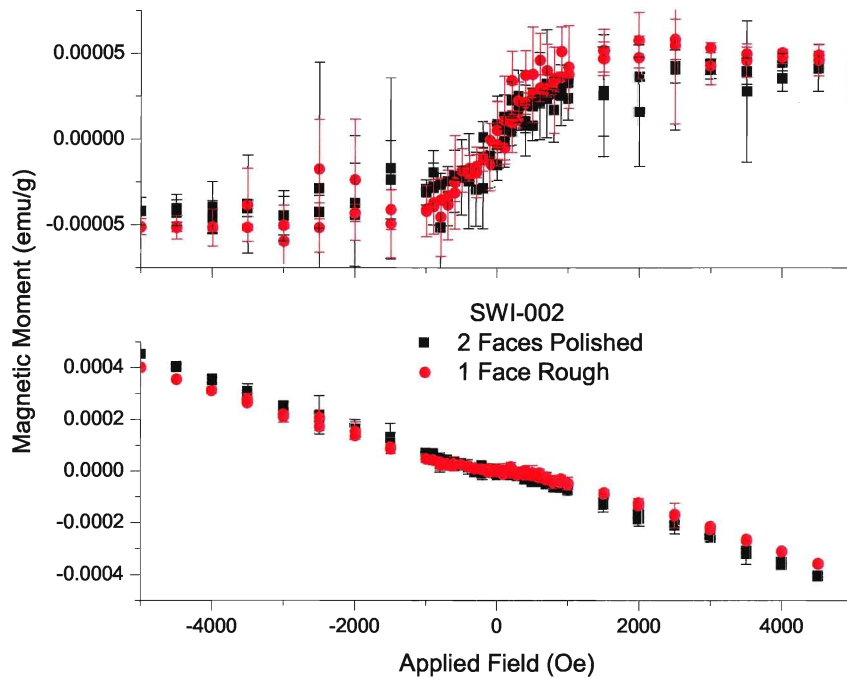 0.00005
0.00000
-0.00005
Magnetic Moment (emu/g)
SWI-002
2 Faces Polished
1 Face Rough
0.0004
0.0002
0.0000
-0.0002
-0.0004
-4000 -2000 0 2000 4000
Applied Field (Oe)